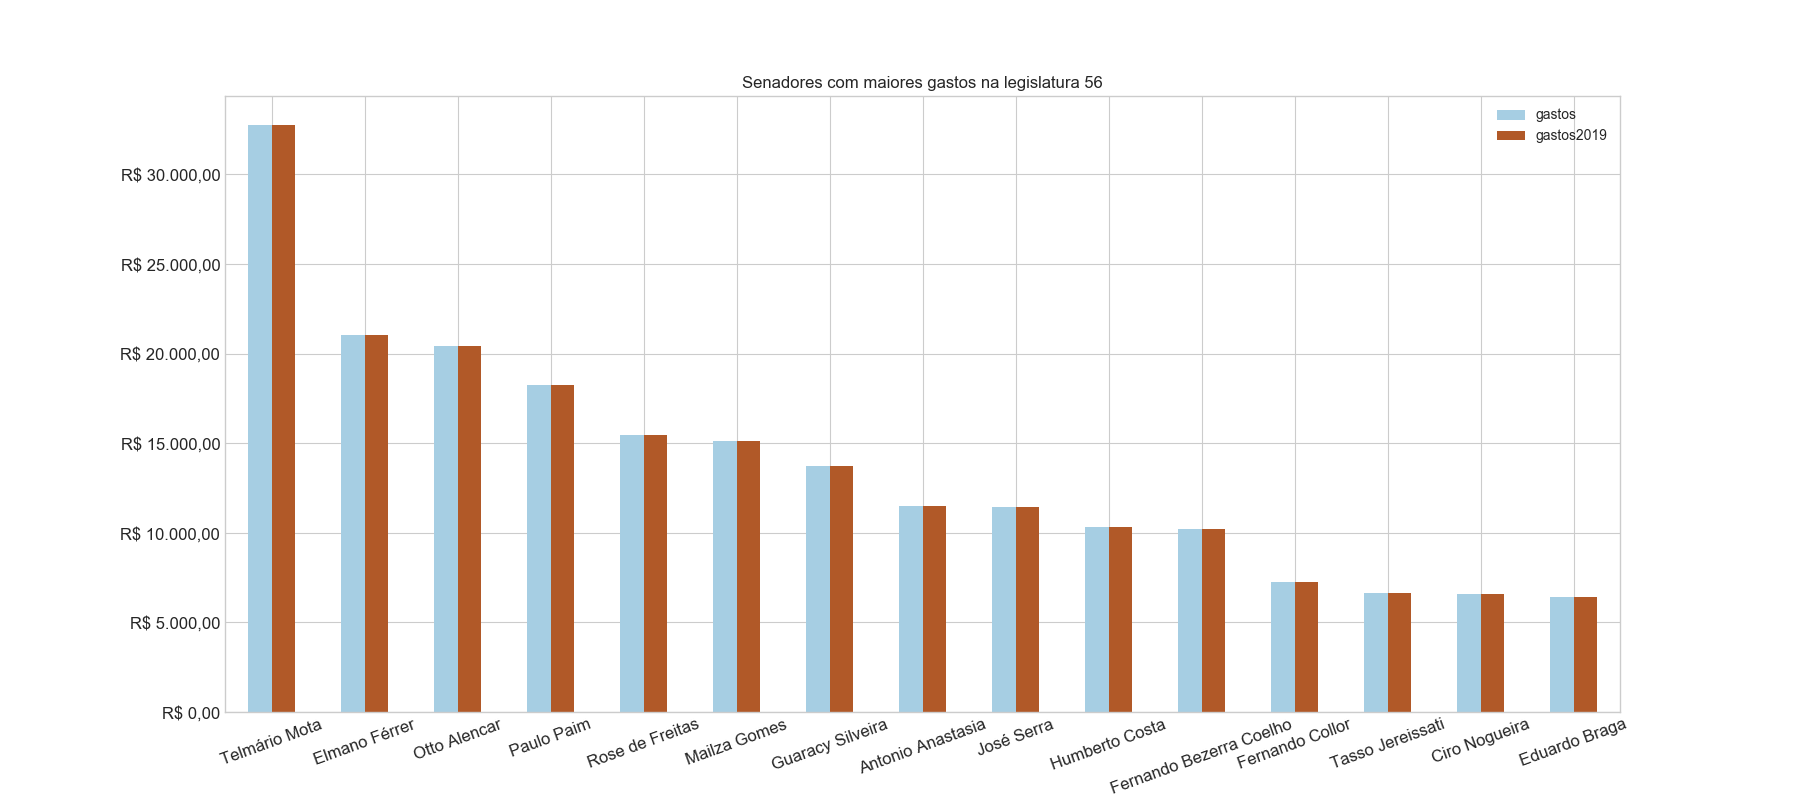 Senadores com maiores gastos na legislatura 56
gastos
gastos2019
R$ 30.000,00
R$ 25.000,00
R$ 20.000,00
R$ 15.000,00
R$ 10.000,00
R$ 5.000,00
R$ 0,00
Telmário Mota
Elmano Férrer
Otto Alencar
Paulo Paim
Rose de Freitas
Mailza Gomes
Guaracy Silveira
Antonio Anastasia
José Serra
Humberto Costa
Fernando Bezerra Coelho
Fernando Collor
Tasso Jereissati
Ciro Nogueira
Eduardo Braga